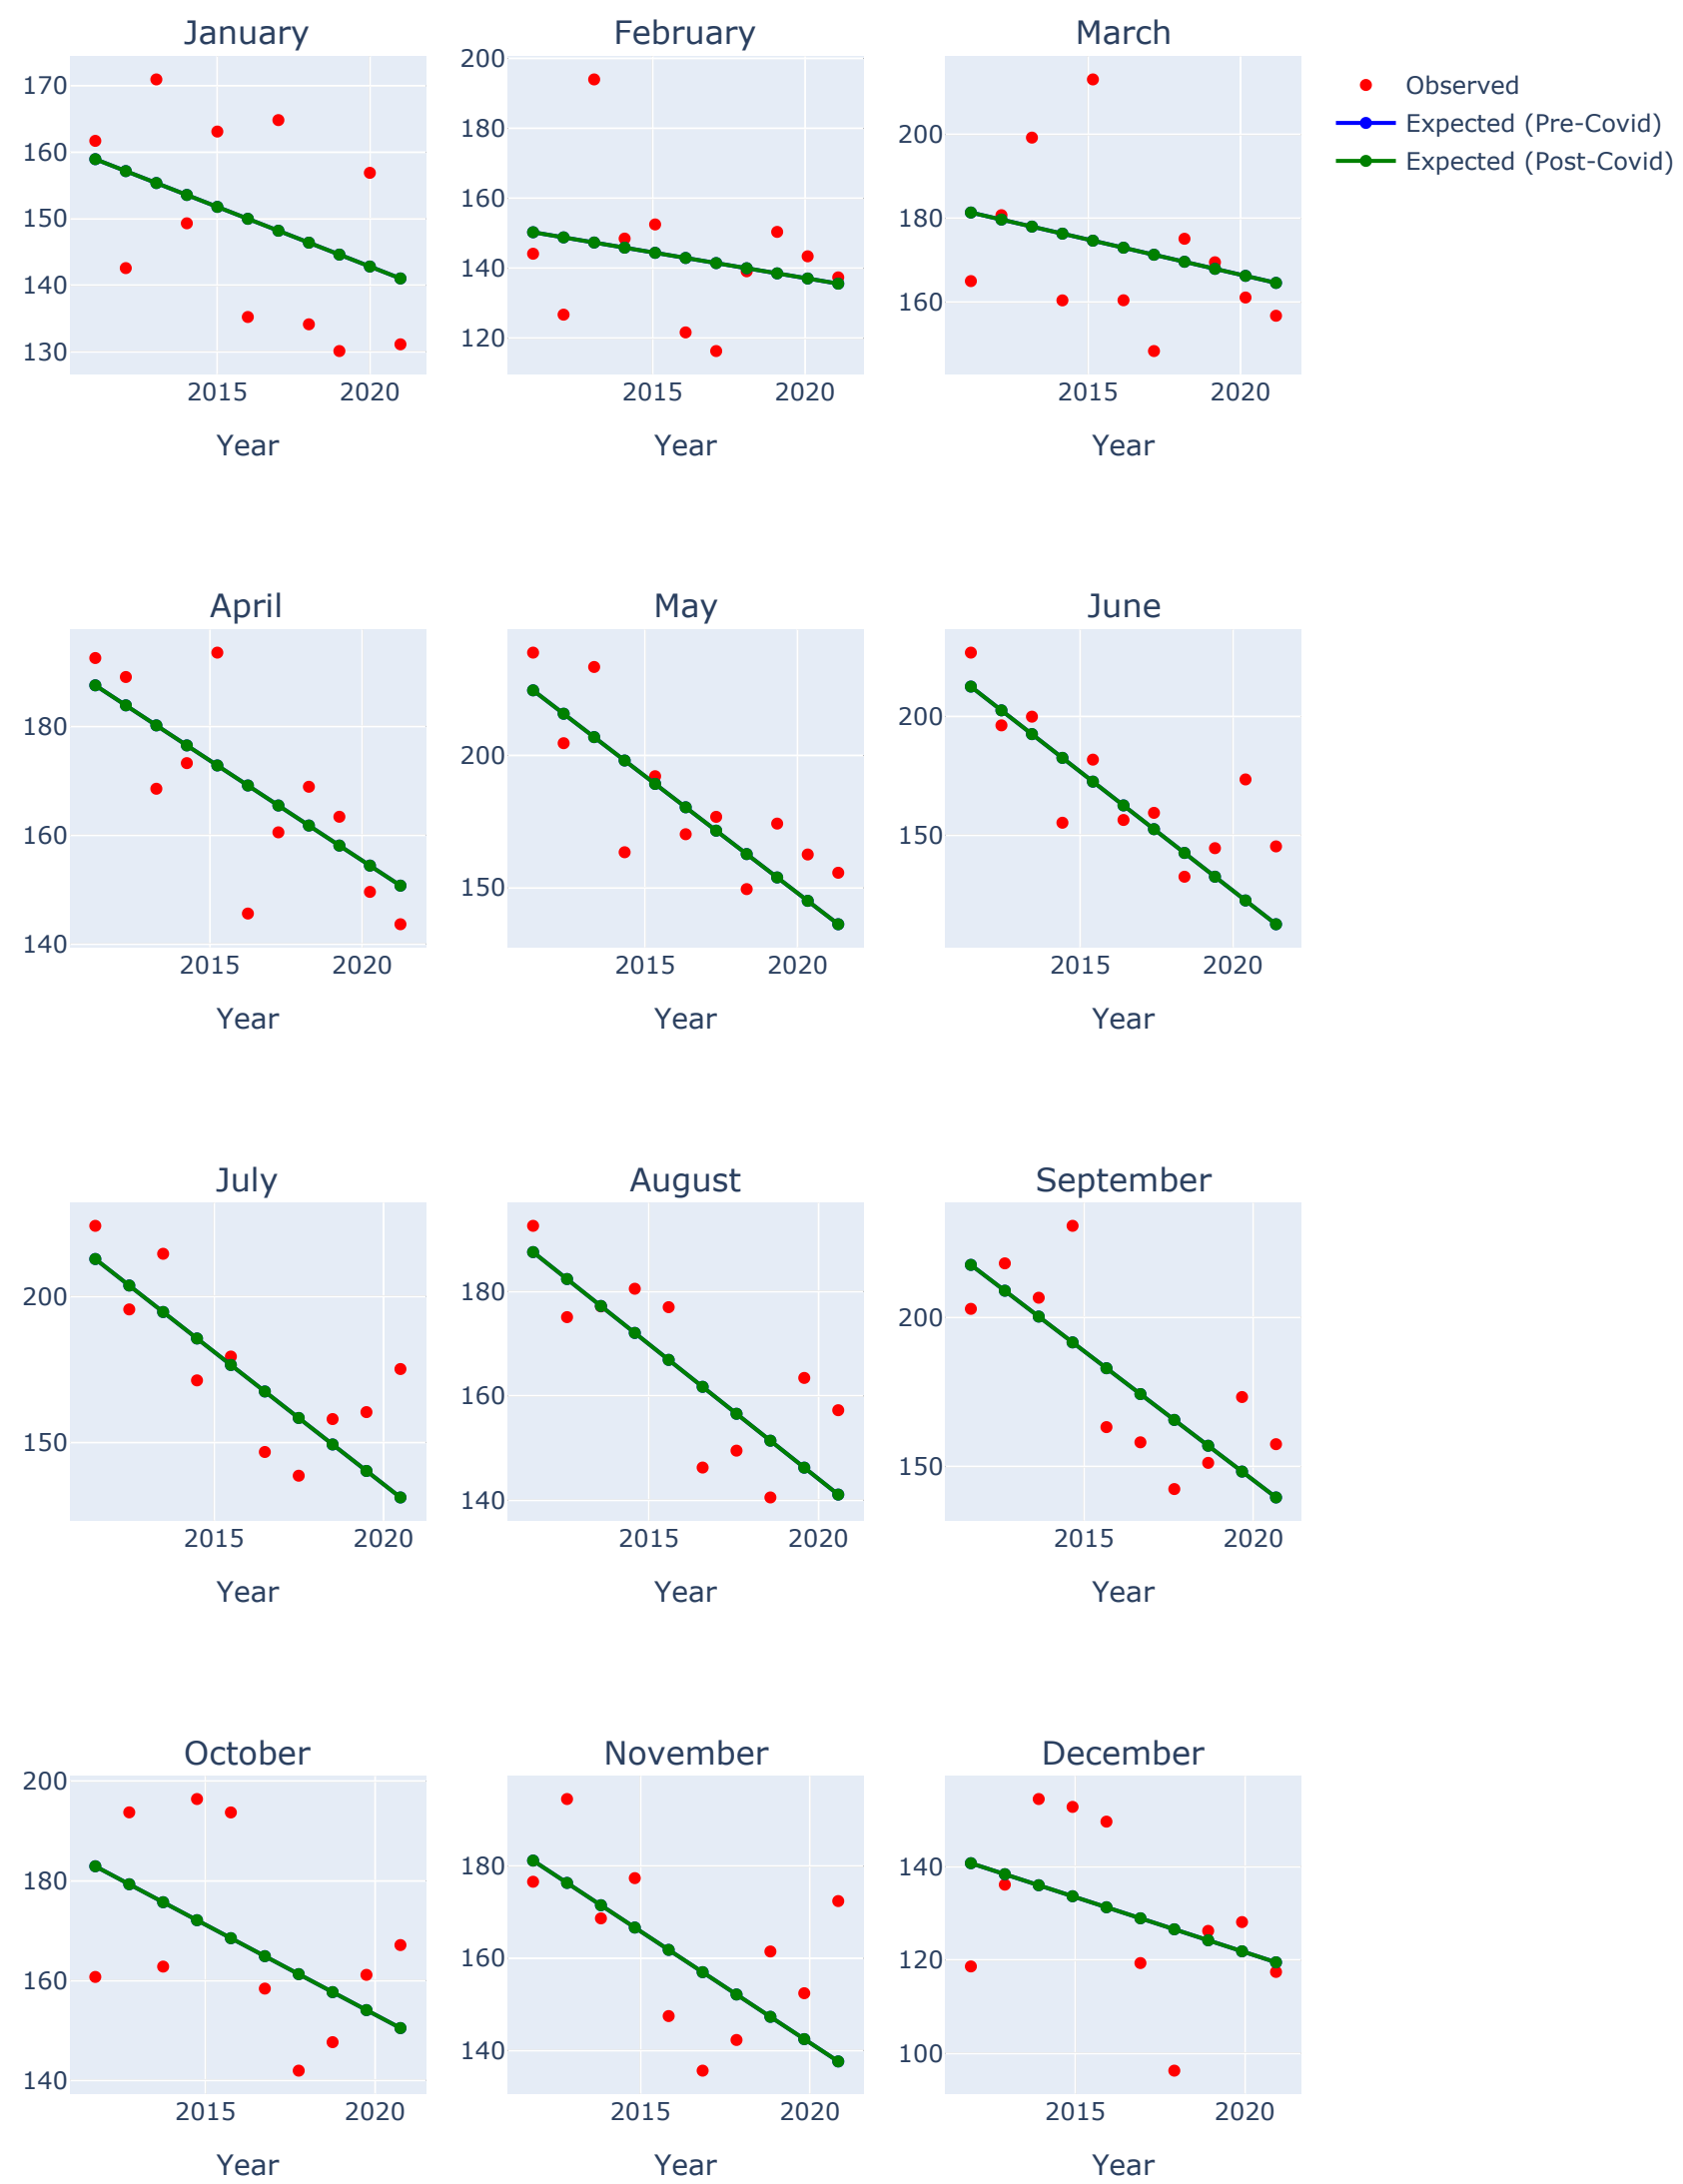 January
February
March
170
160
150
140
130
2015
2020
Year
200
180
160
140
120
2015
2020
Year
200
180
160
2015
2020
Year
Observed
Expected (Pre-Covid)
Expected (Post-Covid)
April
May
June
180
160
140
2015
2020
Year
200
150
2015
2020
Year
200
150
2015
2020
Year
July
August
September
200
150
2015
2020
Year
180
160
140
2015
2020
Year
200
150
2015
2020
Year
October
November
December
200
180
160
140
2015
2020
Year
180
160
140
2015
2020
Year
140
120
100
2015
2020
Year